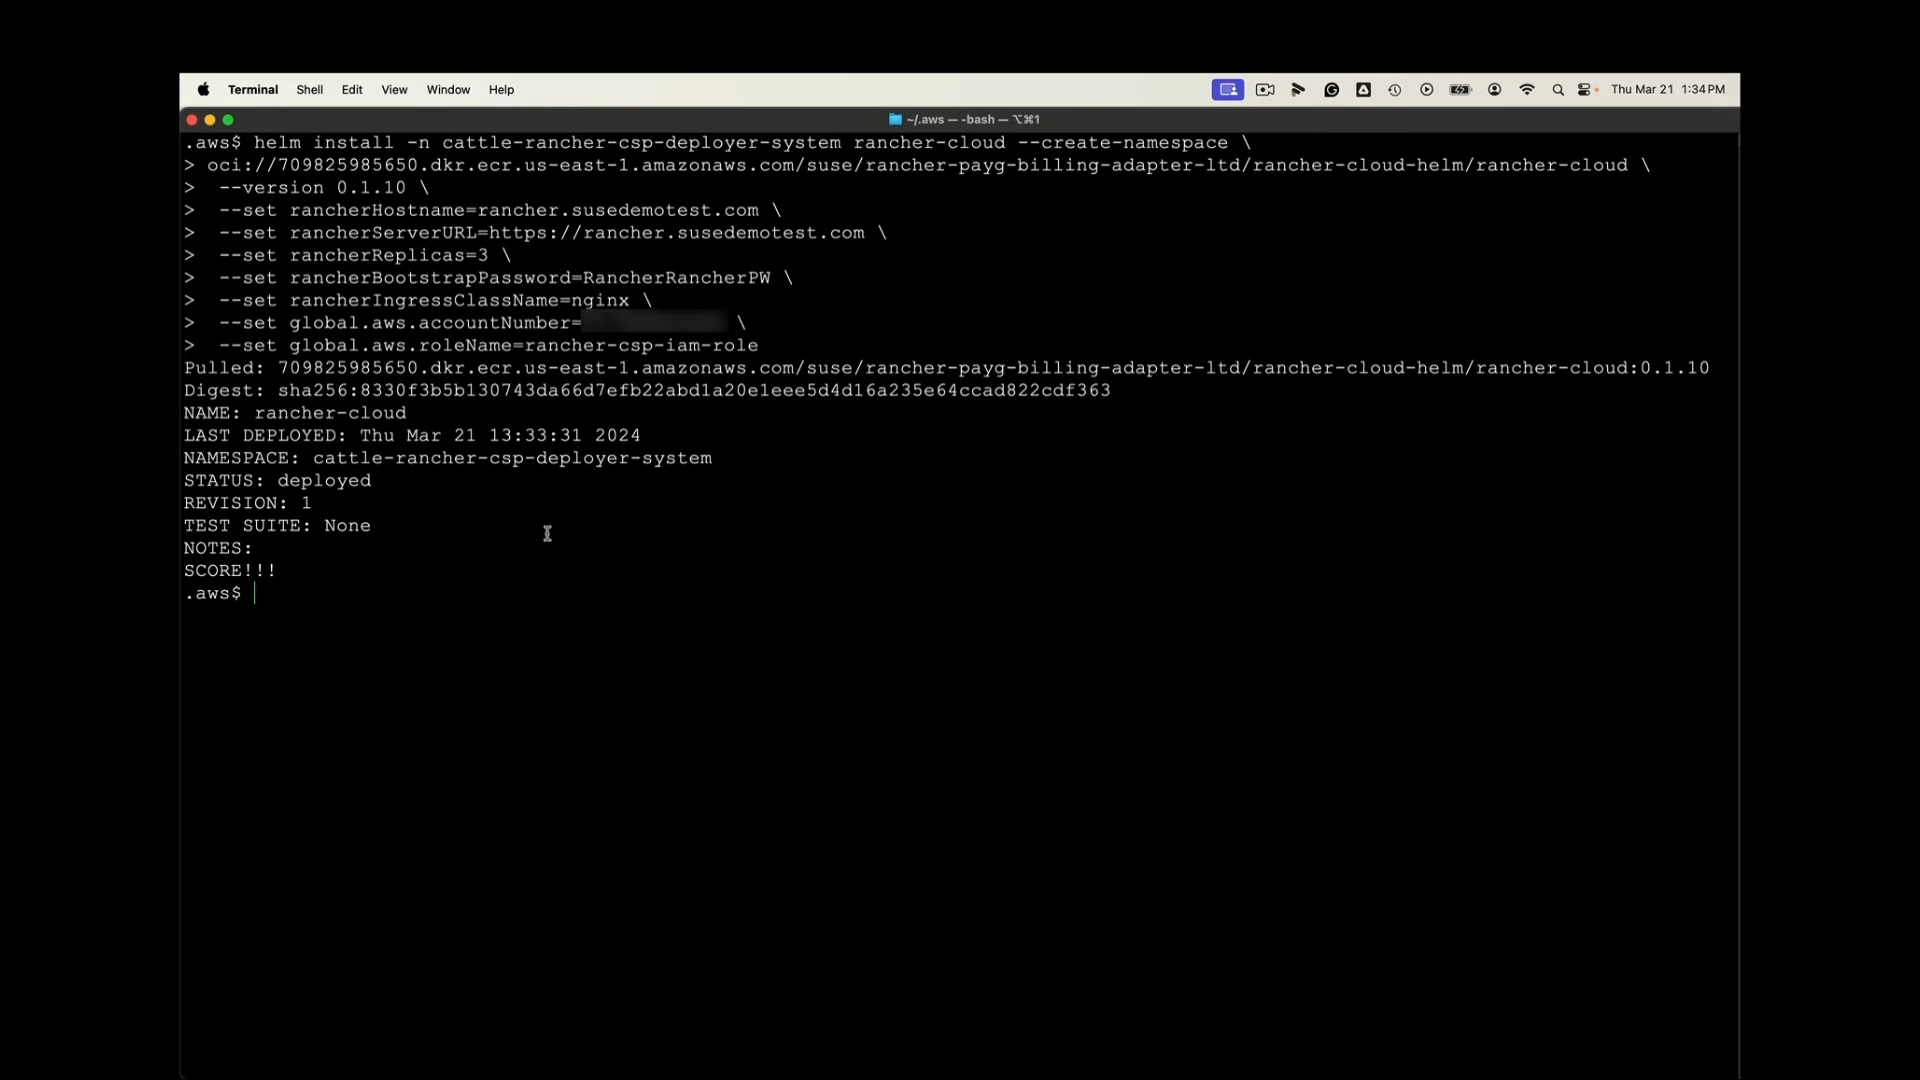 Terminal Shell Edit View Window Help Thu Mar 21 1:34 PM
~/.aws — -bash — ⌥⌘1
.aws$ helm install -n cattle-rancher-csp-deployer-system rancher-cloud --create-namespace \
> oci://709825985650.dkr.ecr.us-east-1.amazonaws.com/suse/rancher-payg-billing-adapter-ltd/rancher-cloud-helm/rancher-cloud \
>  --version 0.1.10 \
>  --set rancherHostname=rancher.susedemotest.com \
>  --set rancherServerURL=https://rancher.susedemotest.com \
>  --set rancherReplicas=3 \
>  --set rancherBootstrapPassword=RancherRancherPW \
>  --set rancherIngressClassName=nginx \
>  --set global.aws.accountNumber= \
>  --set global.aws.roleName=rancher-csp-iam-role
Pulled: 709825985650.dkr.ecr.us-east-1.amazonaws.com/suse/rancher-payg-billing-adapter-ltd/rancher-cloud-helm/rancher-cloud:0.1.10
Digest: sha256:8330f3b5b130743da66d7efb22abd1a20e1eee5d4d16a235e64ccad822cdf363
NAME: rancher-cloud
LAST DEPLOYED: Thu Mar 21 13:33:31 2024
NAMESPACE: cattle-rancher-csp-deployer-system
STATUS: deployed
REVISION: 1
TEST SUITE: None
NOTES:
SCORE!!!
.aws$